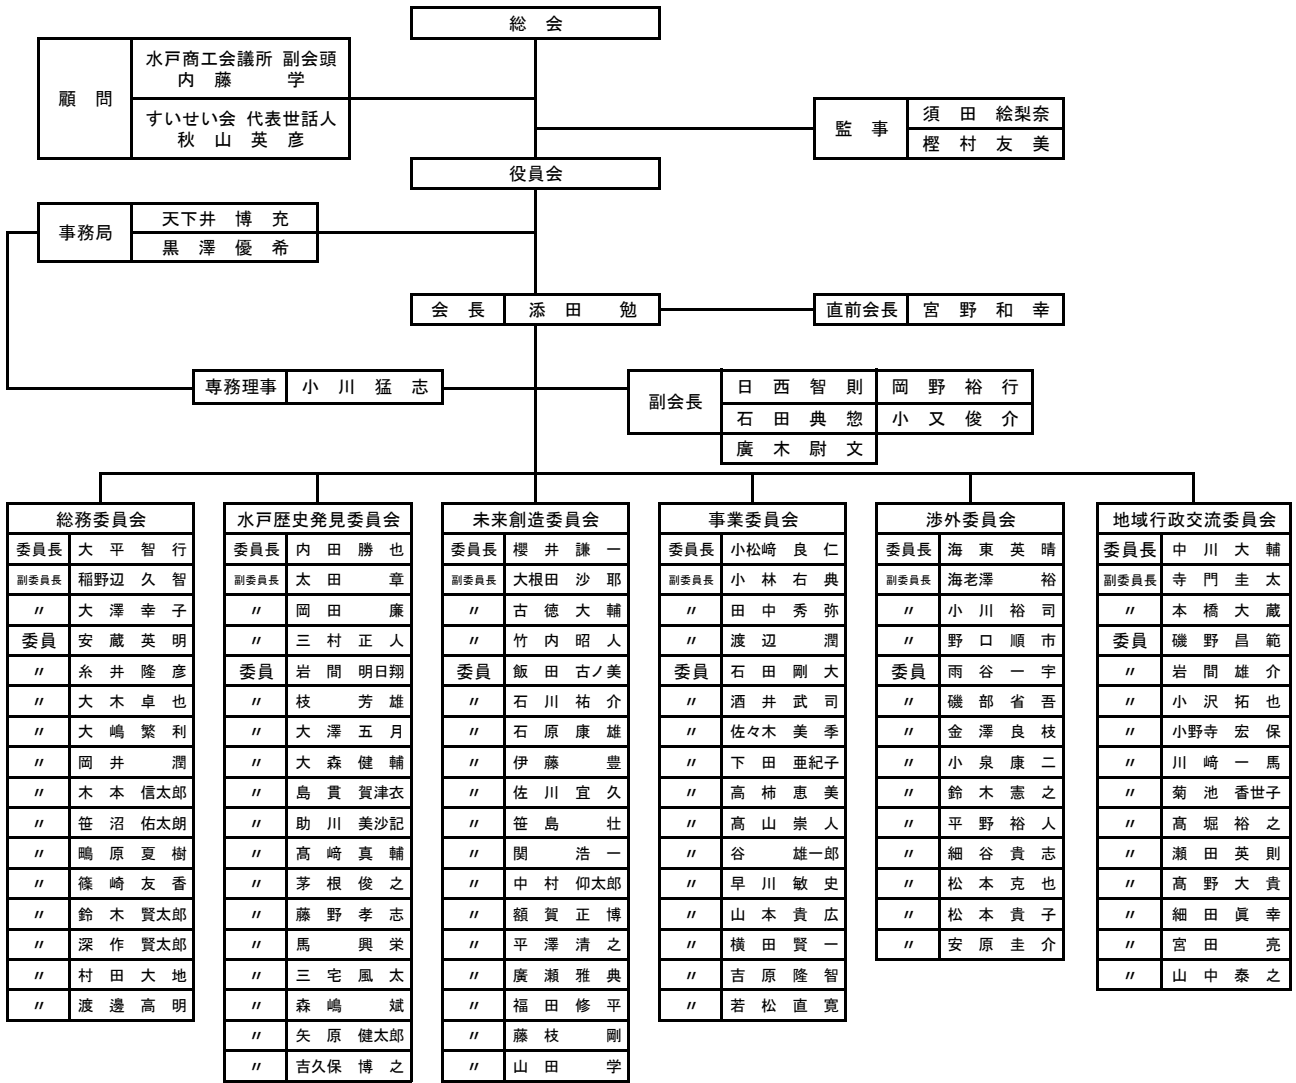 総　会
顧　問
水戸商工会議所 副会頭
内　藤　　　学
すいせい会 代表世話人
秋　山　英　彦
監　事
須　田　絵梨奈
樫　村　友　美
役員会
事務局
天下井　博　充
黒　澤　優　希
会　長　添　田　　勉
直前会長　宮　野　和　幸
専務理事　小　川　猛　志
副会長
日　西　智　則　岡　野　裕　行
石　田　典　惣　小　又　俊　介
廣　木　尉　文
総務委員会
委員長　大　平　智　行
副委員長　稲野辺　久　智
〃　大　澤　幸　子
委員　安　蔵　英　明
〃　糸　井　隆　彦
〃　大　木　卓　也
〃　大　嶋　繁　利
〃　岡　井　　　潤
〃　木　本　信太郎
〃　笹　沼　佑太朗
〃　鴫　原　夏　樹
〃　篠　崎　友　香
〃　鈴　木　賢太郎
〃　深　作　賢太郎
〃　村　田　大　地
〃　渡　邊　高　明
水戸歴史発見委員会
委員長　内　田　勝　也
副委員長　太　田　　　章
〃　岡　田　　　廉
〃　三　村　正　人
委員　岩　間　明日翔
〃　枝　　　芳　雄
〃　大　澤　五　月
〃　大　森　健　輔
〃　島　貫　賀津衣
〃　助　川　美沙記
〃　髙　﨑　真　輔
〃　茅　根　俊　之
〃　藤　野　孝　志
〃　馬　　　興　栄
〃　三　宅　風　太
〃　森　嶋　　　斌
〃　矢　原　健太郎
〃　吉久保　博　之
未来創造委員会
委員長　櫻　井　謙　一
副委員長　大根田　沙　耶
〃　古　徳　大　輔
〃　竹　内　昭　人
委員　飯　田　古ノ美
〃　石　川　祐　介
〃　石　原　康　雄
〃　伊　藤　　　豊
〃　佐　川　宜　久
〃　笹　島　　　壮
〃　関　　　浩　一
〃　中　村　仰太郎
〃　額　賀　正　博
〃　平　澤　清　之
〃　廣　瀬　雅　典
〃　福　田　修　平
〃　藤　枝　　　剛
〃　山　田　　　学
事業委員会
委員長　小松﨑　良　仁
副委員長　小　林　右　典
〃　田　中　秀　弥
〃　渡　辺　　　潤
委員　石　田　剛　大
〃　酒　井　武　司
〃　佐々木　美　季
〃　下　田　亜紀子
〃　高　柿　恵　美
〃　髙　山　崇　人
〃　谷　　　雄一郎
〃　早　川　敏　史
〃　山　本　貴　広
〃　横　田　賢　一
〃　吉　原　隆　智
〃　若　松　直　寛
渉外委員会
委員長　海　東　英　晴
副委員長　海老澤　　　裕
〃　小　川　裕　司
〃　野　口　順　市
委員　雨　谷　一　宇
〃　磯　部　省　吾
〃　金　澤　良　枝
〃　小　泉　康　二
〃　鈴　木　憲　之
〃　平　野　裕　人
〃　細　谷　貴　志
〃　松　本　克　也
〃　松　本　貴　子
〃　安　原　圭　介
地域行政交流委員会
委員長　中　川　大　輔
副委員長　寺　門　圭　太
〃　本　橋　大　蔵
委員　磯　野　昌　範
〃　岩　間　雄　介
〃　小　沢　拓　也
〃　小野寺　宏　保
〃　川　﨑　一　馬
〃　菊　池　香世子
〃　髙　堀　裕　之
〃　瀬　田　英　則
〃　髙　野　大　貴
〃　細　田　眞　幸
〃　宮　田　　　亮
〃　山　中　泰　之